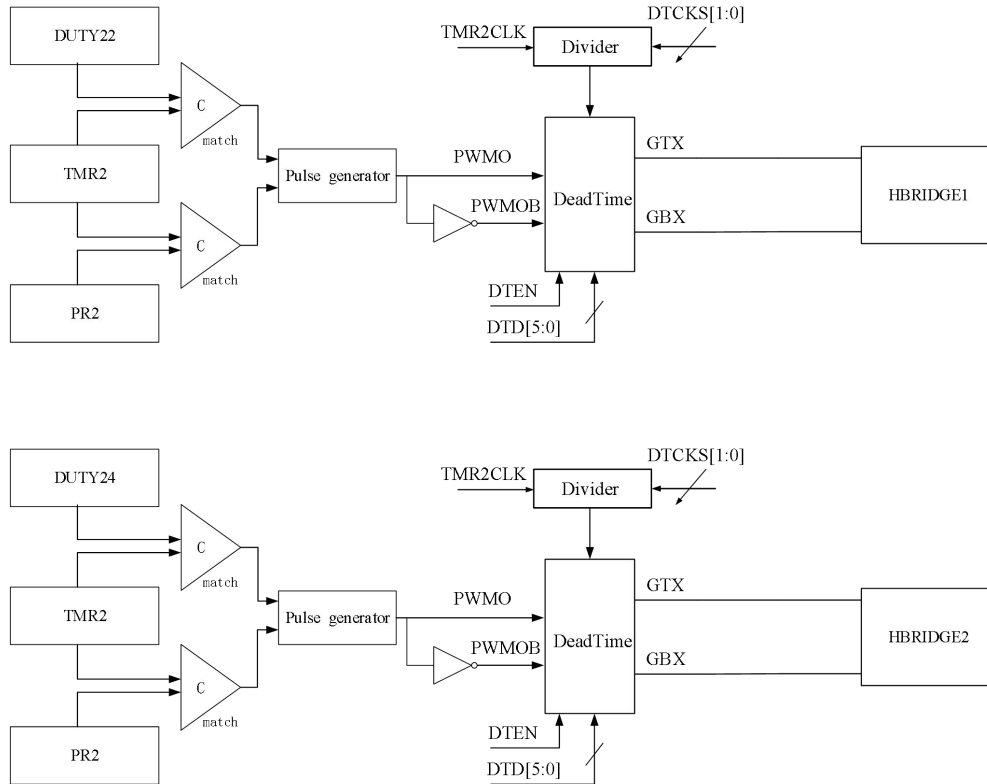 DUTY22
TMR2
PR2
C
match
C
match
Pulse generator
PWMO
PWMOB
TMR2CLK
Divider
DTCKS[1:0]
DeadTime
DTEN
DTD[5:0]
GTX
GBX
HBRIDGE1
DUTY24
TMR2
PR2
C
match
C
match
Pulse generator
PWMO
PWMOB
TMR2CLK
Divider
DTCKS[1:0]
DeadTime
DTEN
DTD[5:0]
GTX
GBX
HBRIDGE2